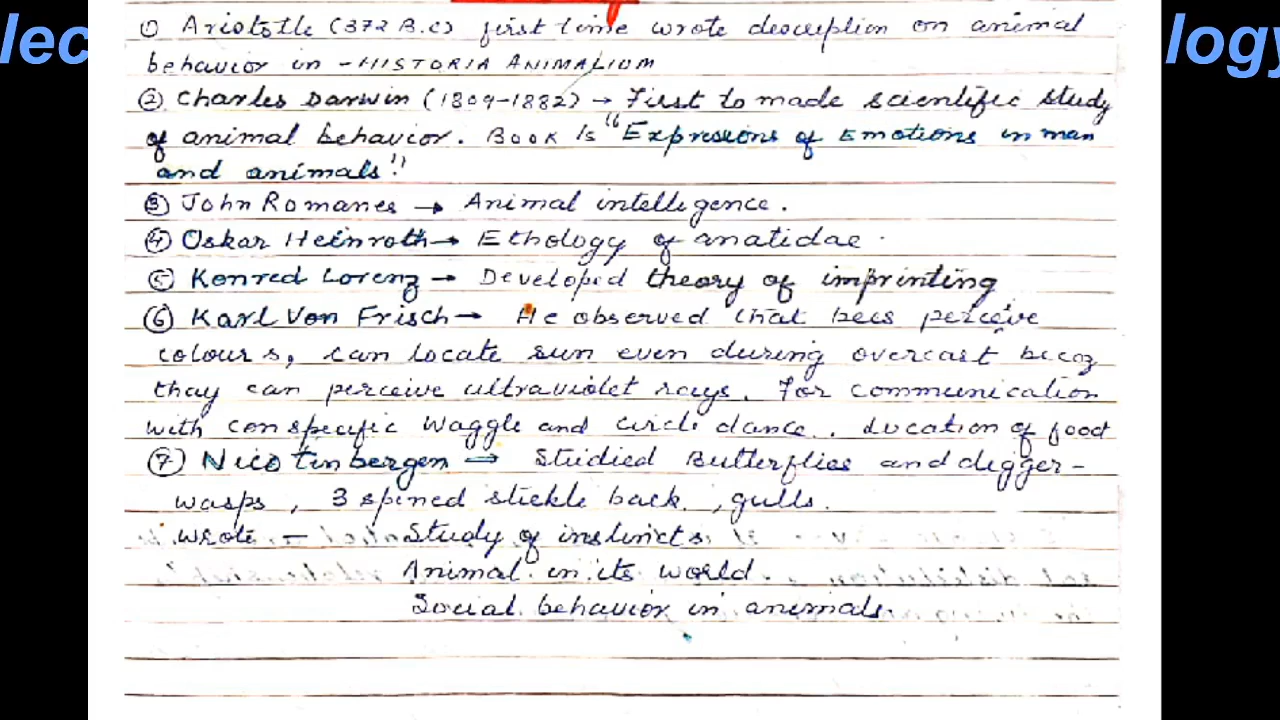 lec
logy
① Aristotle (372 B.C) first time wrote description on animal
behavior in - HISTORIA ANIMALIUM
② Charles Darwin (1809-1882) → First to made scientific study
of animal behavior. Book is "Expressions of Emotions in man
and animals"
③ John Romanes → Animal intellegence.
④ Oskar Heinroth → Ethology of anatidae.
⑤ Konred Lorenz → Developed theory of imprinting
⑥ Karl Von Frisch → He observed that bees perceive
colours, can locate sun even during overcast becoz
thay can perceive ultraviolet rays. For communication
with conspecific waggle and circle dance.. Location of food
⑦ Nico Tinbergen → Studied Butterflies and digger-
wasps, 3 spined stickle back, gulls.
wrote - Study of instincts
Animal in its world.
Social behavior in animals.